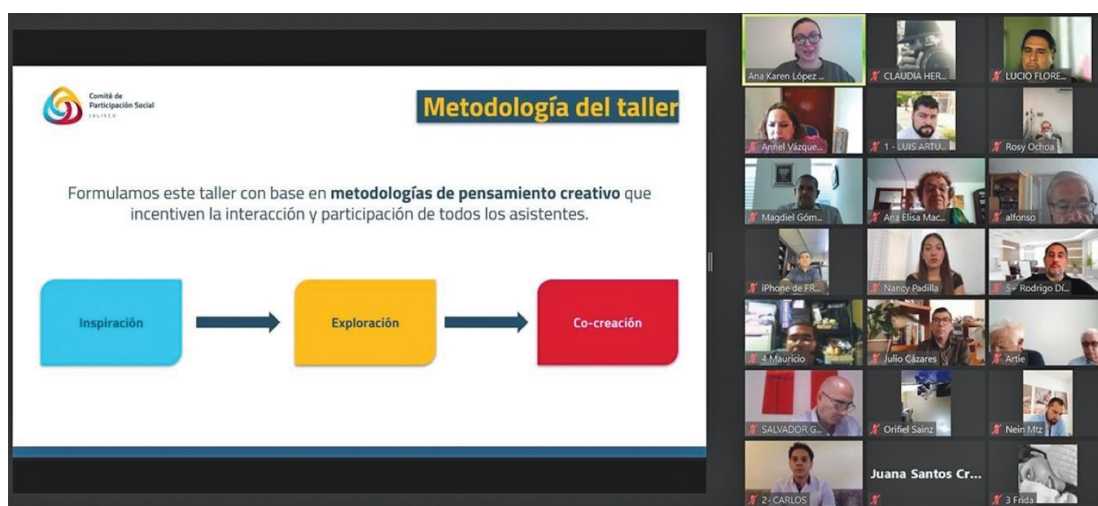 Comité de
Participación Social
JALISCO
Metodología del taller
Formulamos este taller con base en metodologías de pensamiento creativo que
incentiven la interacción y participación de todos los asistentes.
Inspiración
Exploración
Co-creación
Ana Karen López ...
CLAUDIA HER...
LUCIO FLORE...
Annel Vázque...
1 - LUIS ARTU...
Rosy Ochoa
Magdiel Góm...
Ana Elisa Mac...
alfonso
iPhone de FR...
Nancy Padilla
5+ Rodrigo Dí...
4 Mauricio
Julio Cázares
Artie
SALVADOR G...
Orifiel Sainz
Nein Mtz
2- CARLOS
Juana Santos Cr...
3 Frida